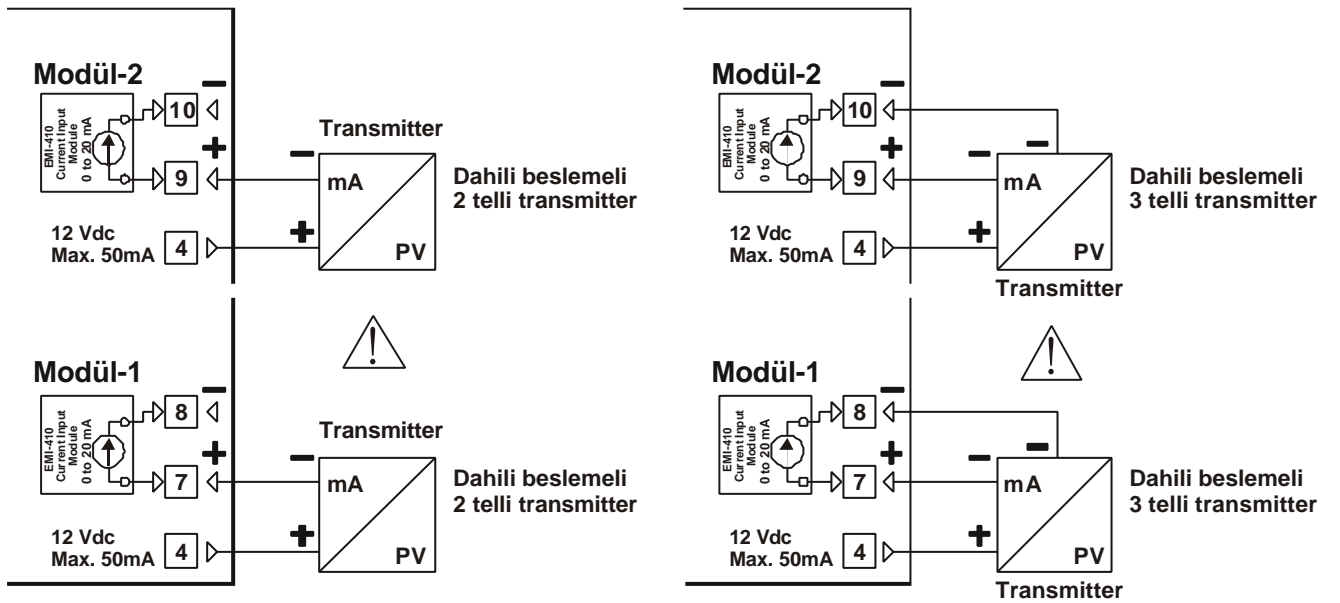 Modül-2
EMI-410
Current Input
Module
0 to 20 mA
10
−
+
9
12 Vdc
Max. 50mA
4
Transmitter
−
mA
+
PV
Dahili beslemeli
2 telli transmitter
Modül-1
EMI-410
Current Input
Module
0 to 20 mA
8
−
+
7
12 Vdc
Max. 50mA
4
Transmitter
−
mA
+
PV
Dahili beslemeli
2 telli transmitter
!
Modül-2
EMI-410
Current Input
Module
0 to 20 mA
10
−
+
9
12 Vdc
Max. 50mA
4
−
−
mA
+
PV
Transmitter
Dahili beslemeli
3 telli transmitter
!
Modül-1
EMI-410
Current Input
Module
0 to 20 mA
8
−
+
7
12 Vdc
Max. 50mA
4
−
−
mA
+
PV
Transmitter
Dahili beslemeli
3 telli transmitter